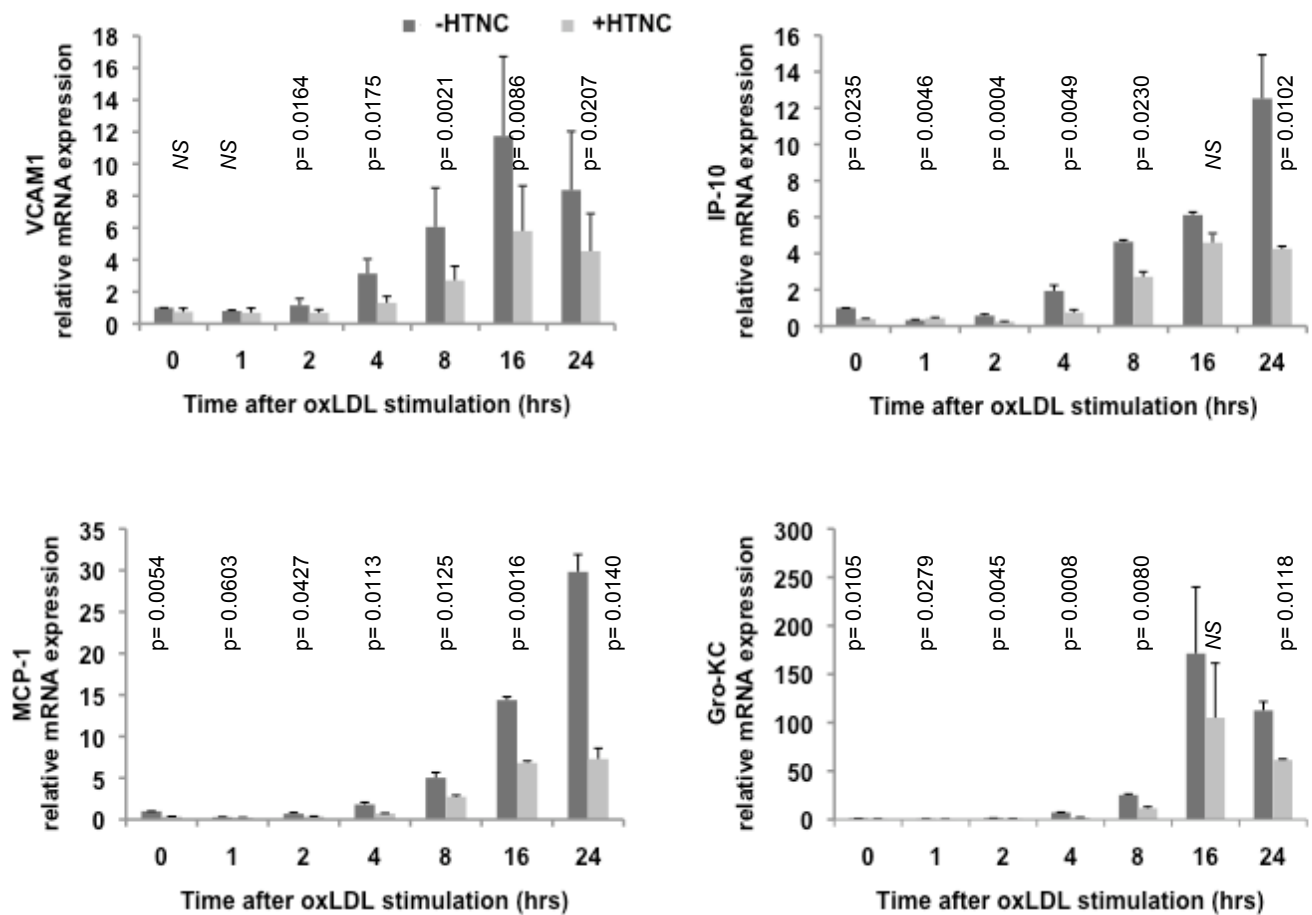 -HTNC +HTNC
VCAM1
relative mRNA expression
18
16
14
12
10
8
6
4
2
0
NS
NS
p= 0.0164
p= 0.0175
p= 0.0021
p= 0.0086
p= 0.0207
0 1 2 4 8 16 24
Time after oxLDL stimulation (hrs)
IP-10
relative mRNA expression
16
14
12
10
8
6
4
2
0
p= 0.0235
p= 0.0046
p= 0.0004
p= 0.0049
p= 0.0230
NS
p= 0.0102
0 1 2 4 8 16 24
Time after oxLDL stimulation (hrs)
MCP-1
relative mRNA expression
35
30
25
20
15
10
5
0
p= 0.0054
p= 0.0603
p= 0.0427
p= 0.0113
p= 0.0125
p= 0.0016
p= 0.0140
0 1 2 4 8 16 24
Time after oxLDL stimulation (hrs)
Gro-KC
relative mRNA expression
300
250
200
150
100
50
0
p= 0.0105
p= 0.0279
p= 0.0045
p= 0.0008
p= 0.0080
NS
p= 0.0118
0 1 2 4 8 16 24
Time after oxLDL stimulation (hrs)